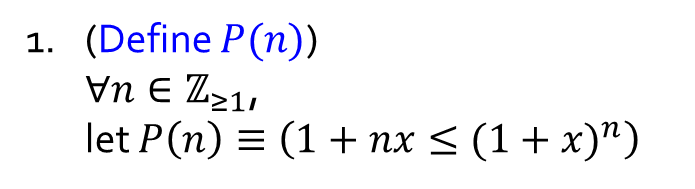 1. (Define P(n))
∀n ∈ ℤ≥1,
let P(n) ≡ (1 + nx ≤ (1 + x)ⁿ)